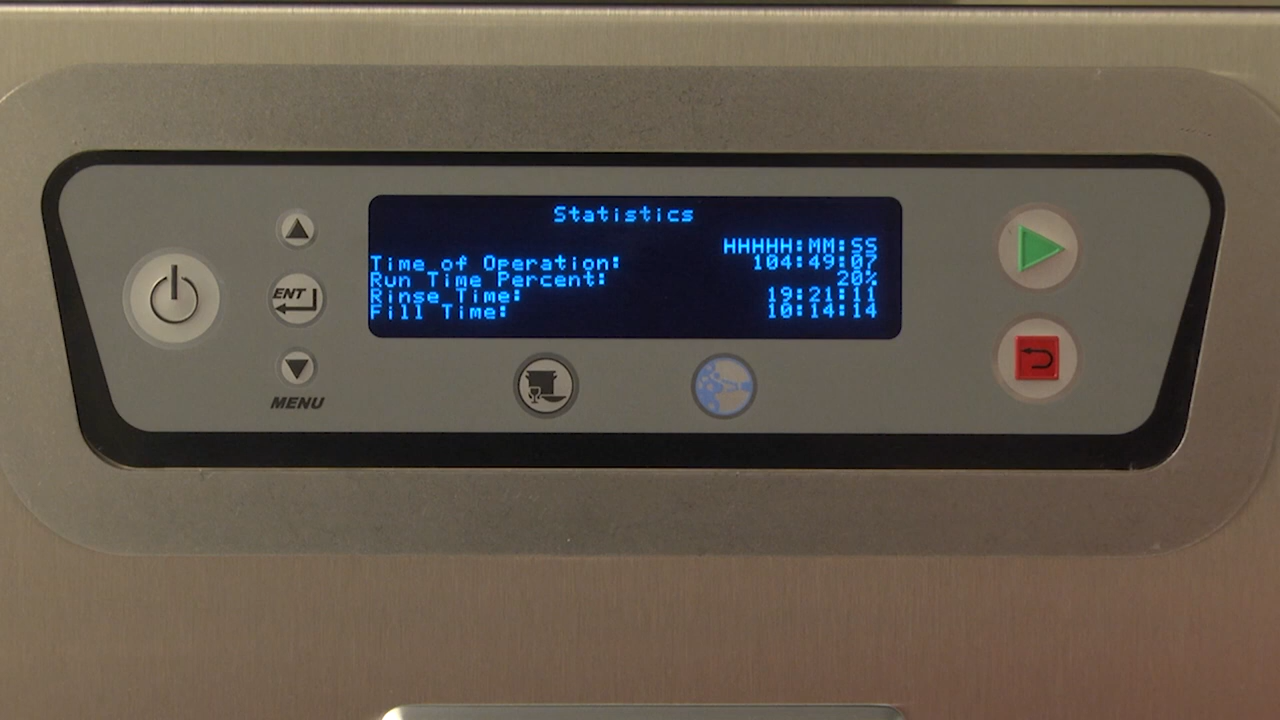 Statistics
HHHHH:MM:SS
Time of Operation: 104:49:07
Run Time Percent: 20%
Rinse Time: 19:21:11
Fill Time: 10:14:14
ENT
MENU